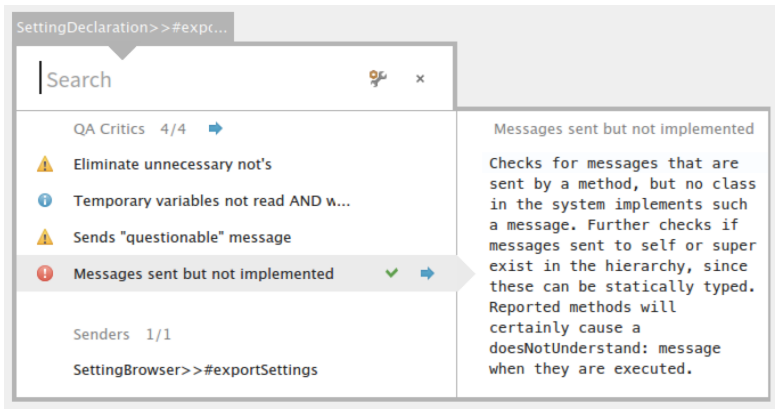 SettingDeclaration>>#expo...
Search
QA Critics 4/4
Eliminate unnecessary not's
Temporary variables not read AND w...
Sends "questionable" message
Messages sent but not implemented
Senders 1/1
SettingBrowser>>#exportSettings
Messages sent but not implemented
Checks for messages that are
sent by a method, but no class
in the system implements such
a message. Further checks if
messages sent to self or super
exist in the hierarchy, since
these can be statically typed.
Reported methods will
certainly cause a
doesNotUnderstand: message
when they are executed.